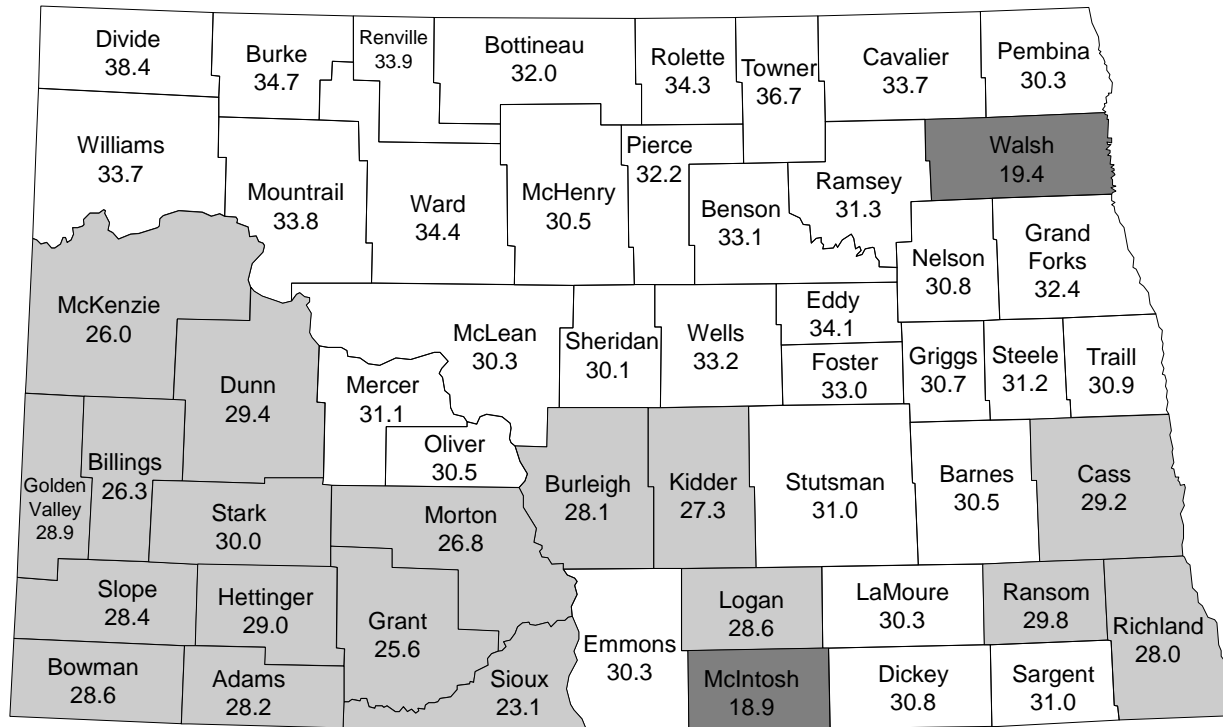 Divide
38.4
Burke
34.7
Renville
33.9
Bottineau
32.0
Rolette
34.3
Towner
36.7
Cavalier
33.7
Pembina
30.3
Williams
33.7
Mountrail
33.8
Ward
34.4
McHenry
30.5
Pierce
32.2
Benson
33.1
Ramsey
31.3
Walsh
19.4
Nelson
30.8
Grand
Forks
32.4
McKenzie
26.0
Dunn
29.4
Mercer
31.1
McLean
30.3
Sheridan
30.1
Wells
33.2
Eddy
34.1
Foster
33.0
Griggs
30.7
Steele
31.2
Traill
30.9
Golden
Valley
28.9
Billings
26.3
Stark
30.0
Oliver
30.5
Morton
26.8
Burleigh
28.1
Kidder
27.3
Stutsman
31.0
Barnes
30.5
Cass
29.2
Slope
28.4
Hettinger
29.0
Grant
25.6
Bowman
28.6
Adams
28.2
Sioux
23.1
Emmons
30.3
Logan
28.6
McIntosh
18.9
LaMoure
30.3
Dickey
30.8
Ransom
29.8
Sargent
31.0
Richland
28.0